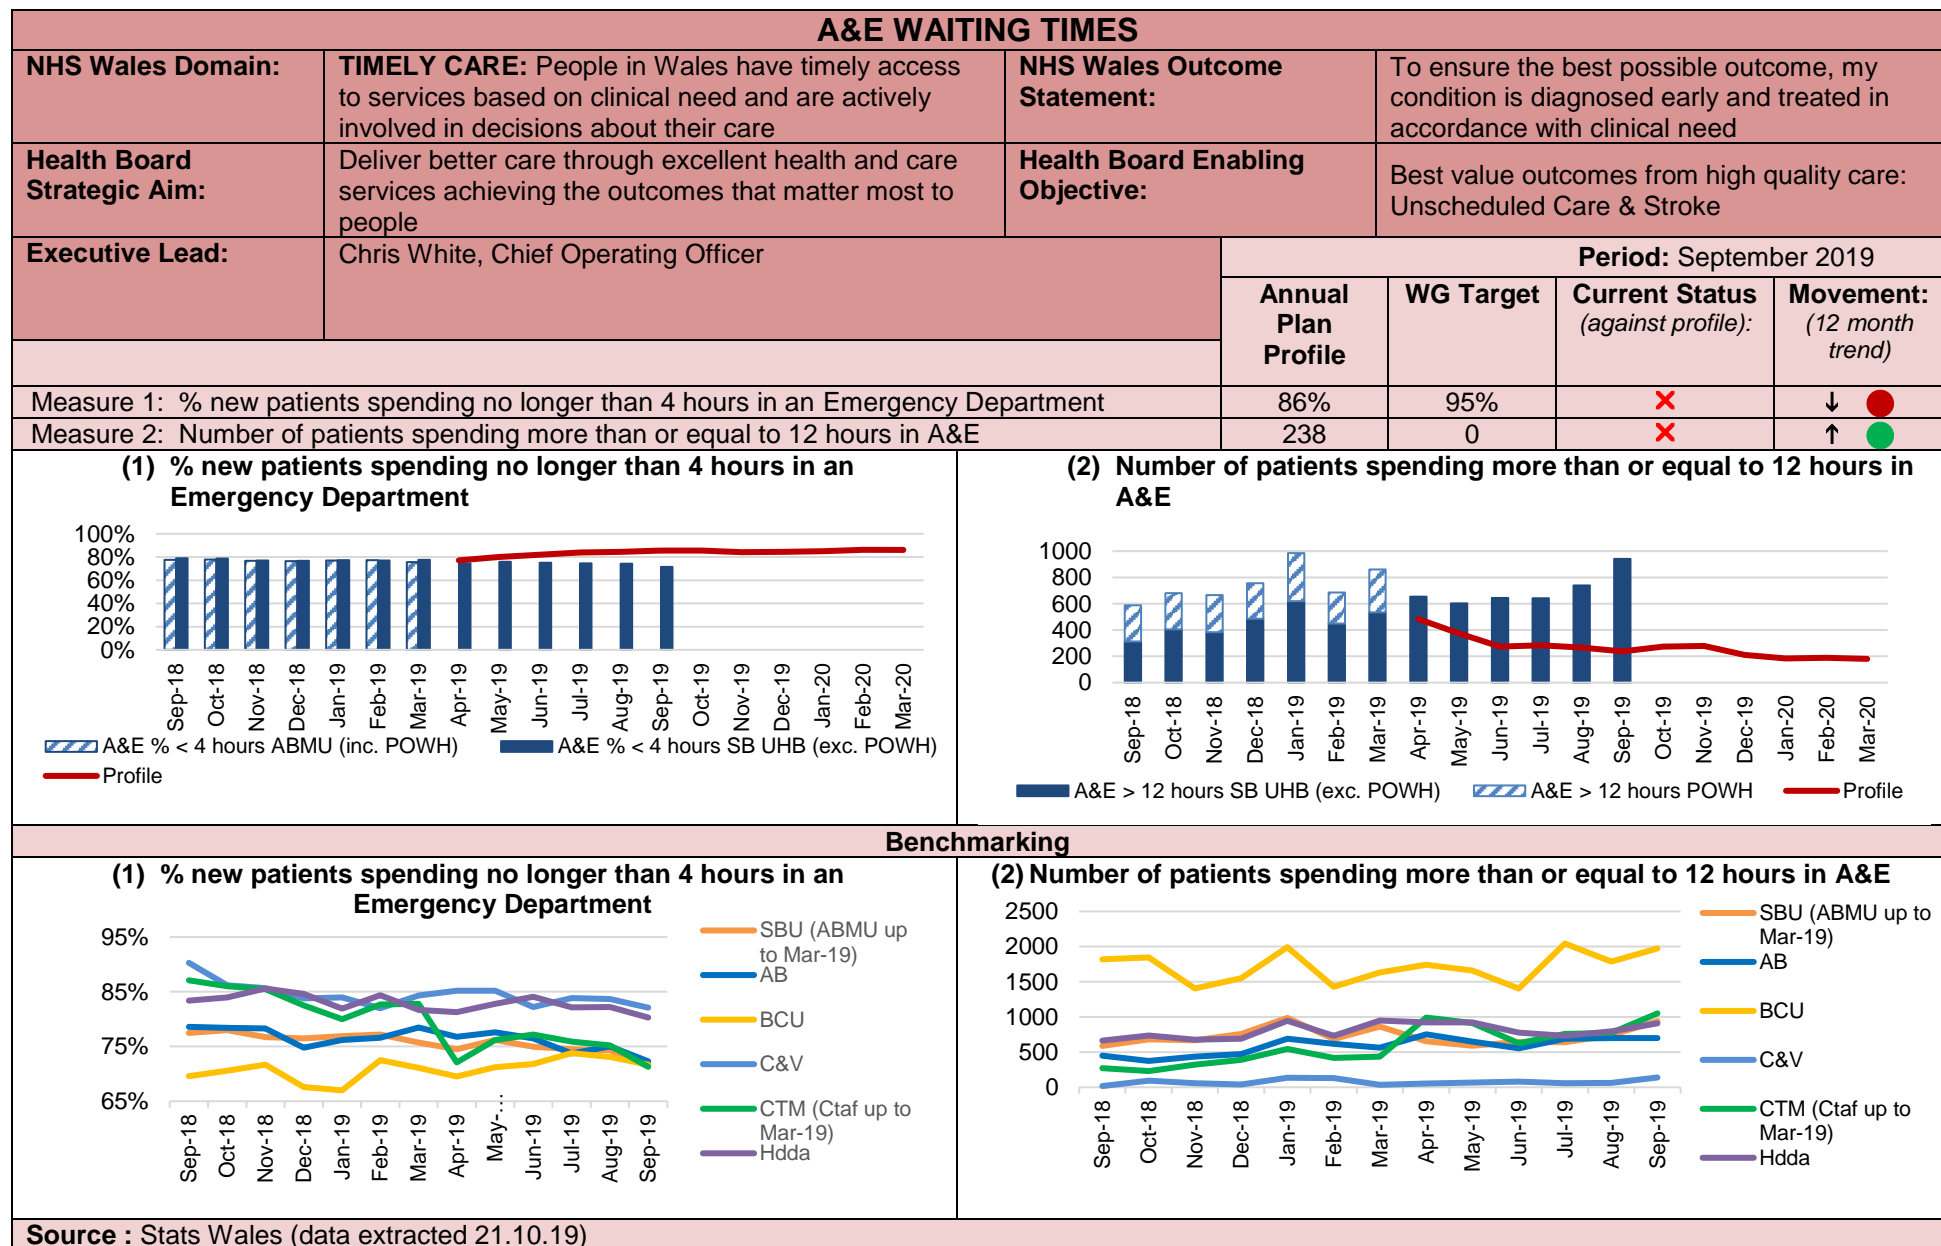 A&E WAITING TIMES
NHS Wales Domain:
TIMELY CARE: People in Wales have timely access
to services based on clinical need and are actively
involved in decisions about their care
NHS Wales Outcome
Statement:
To ensure the best possible outcome, my
condition is diagnosed early and treated in
accordance with clinical need
Health Board
Strategic Aim:
Deliver better care through excellent health and care
services achieving the outcomes that matter most to
people
Health Board Enabling
Objective:
Best value outcomes from high quality care:
Unscheduled Care & Stroke
Executive Lead:
Chris White, Chief Operating Officer
Period: September 2019
Annual
Plan
Profile
WG Target
Current Status
(against profile):
Movement:
(12 month
trend)
Measure 1: % new patients spending no longer than 4 hours in an Emergency Department
86%
95%
Measure 2: Number of patients spending more than or equal to 12 hours in A&E
238
0
(1) % new patients spending no longer than 4 hours in an
Emergency Department
100%
80%
60%
40%
20%
0%
Sep-18
Oct-18
Nov-18
Dec-18
Jan-19
Feb-19
Mar-19
Apr-19
May-19
Jun-19
Jul-19
Aug-19
Sep-19
Oct-19
Nov-19
Dec-19
Jan-20
Feb-20
Mar-20
A&E % < 4 hours ABMU (inc. POWH)
A&E % < 4 hours SB UHB (exc. POWH)
Profile
(2) Number of patients spending more than or equal to 12 hours in
A&E
1000
800
600
400
200
0
Sep-18
Oct-18
Nov-18
Dec-18
Jan-19
Feb-19
Mar-19
Apr-19
May-19
Jun-19
Jul-19
Aug-19
Sep-19
Oct-19
Nov-19
Dec-19
Jan-20
Feb-20
Mar-20
A&E > 12 hours SB UHB (exc. POWH)
A&E > 12 hours POWH
Profile
Benchmarking
(1) % new patients spending no longer than 4 hours in an
Emergency Department
95%
85%
75%
65%
Sep-18
Oct-18
Nov-18
Dec-18
Jan-19
Feb-19
Mar-19
Apr-19
May-…
Jun-19
Jul-19
Aug-19
Sep-19
SBU (ABMU up
to Mar-19)
AB
BCU
C&V
CTM (Ctaf up to
Mar-19)
Hdda
(2) Number of patients spending more than or equal to 12 hours in A&E
2500
2000
1500
1000
500
0
Sep-18
Oct-18
Nov-18
Dec-18
Jan-19
Feb-19
Mar-19
Apr-19
May-19
Jun-19
Jul-19
Aug-19
Sep-19
SBU (ABMU up to
Mar-19)
AB
BCU
C&V
CTM (Ctaf up to
Mar-19)
Hdda
Source : Stats Wales (data extracted 21.10.19)